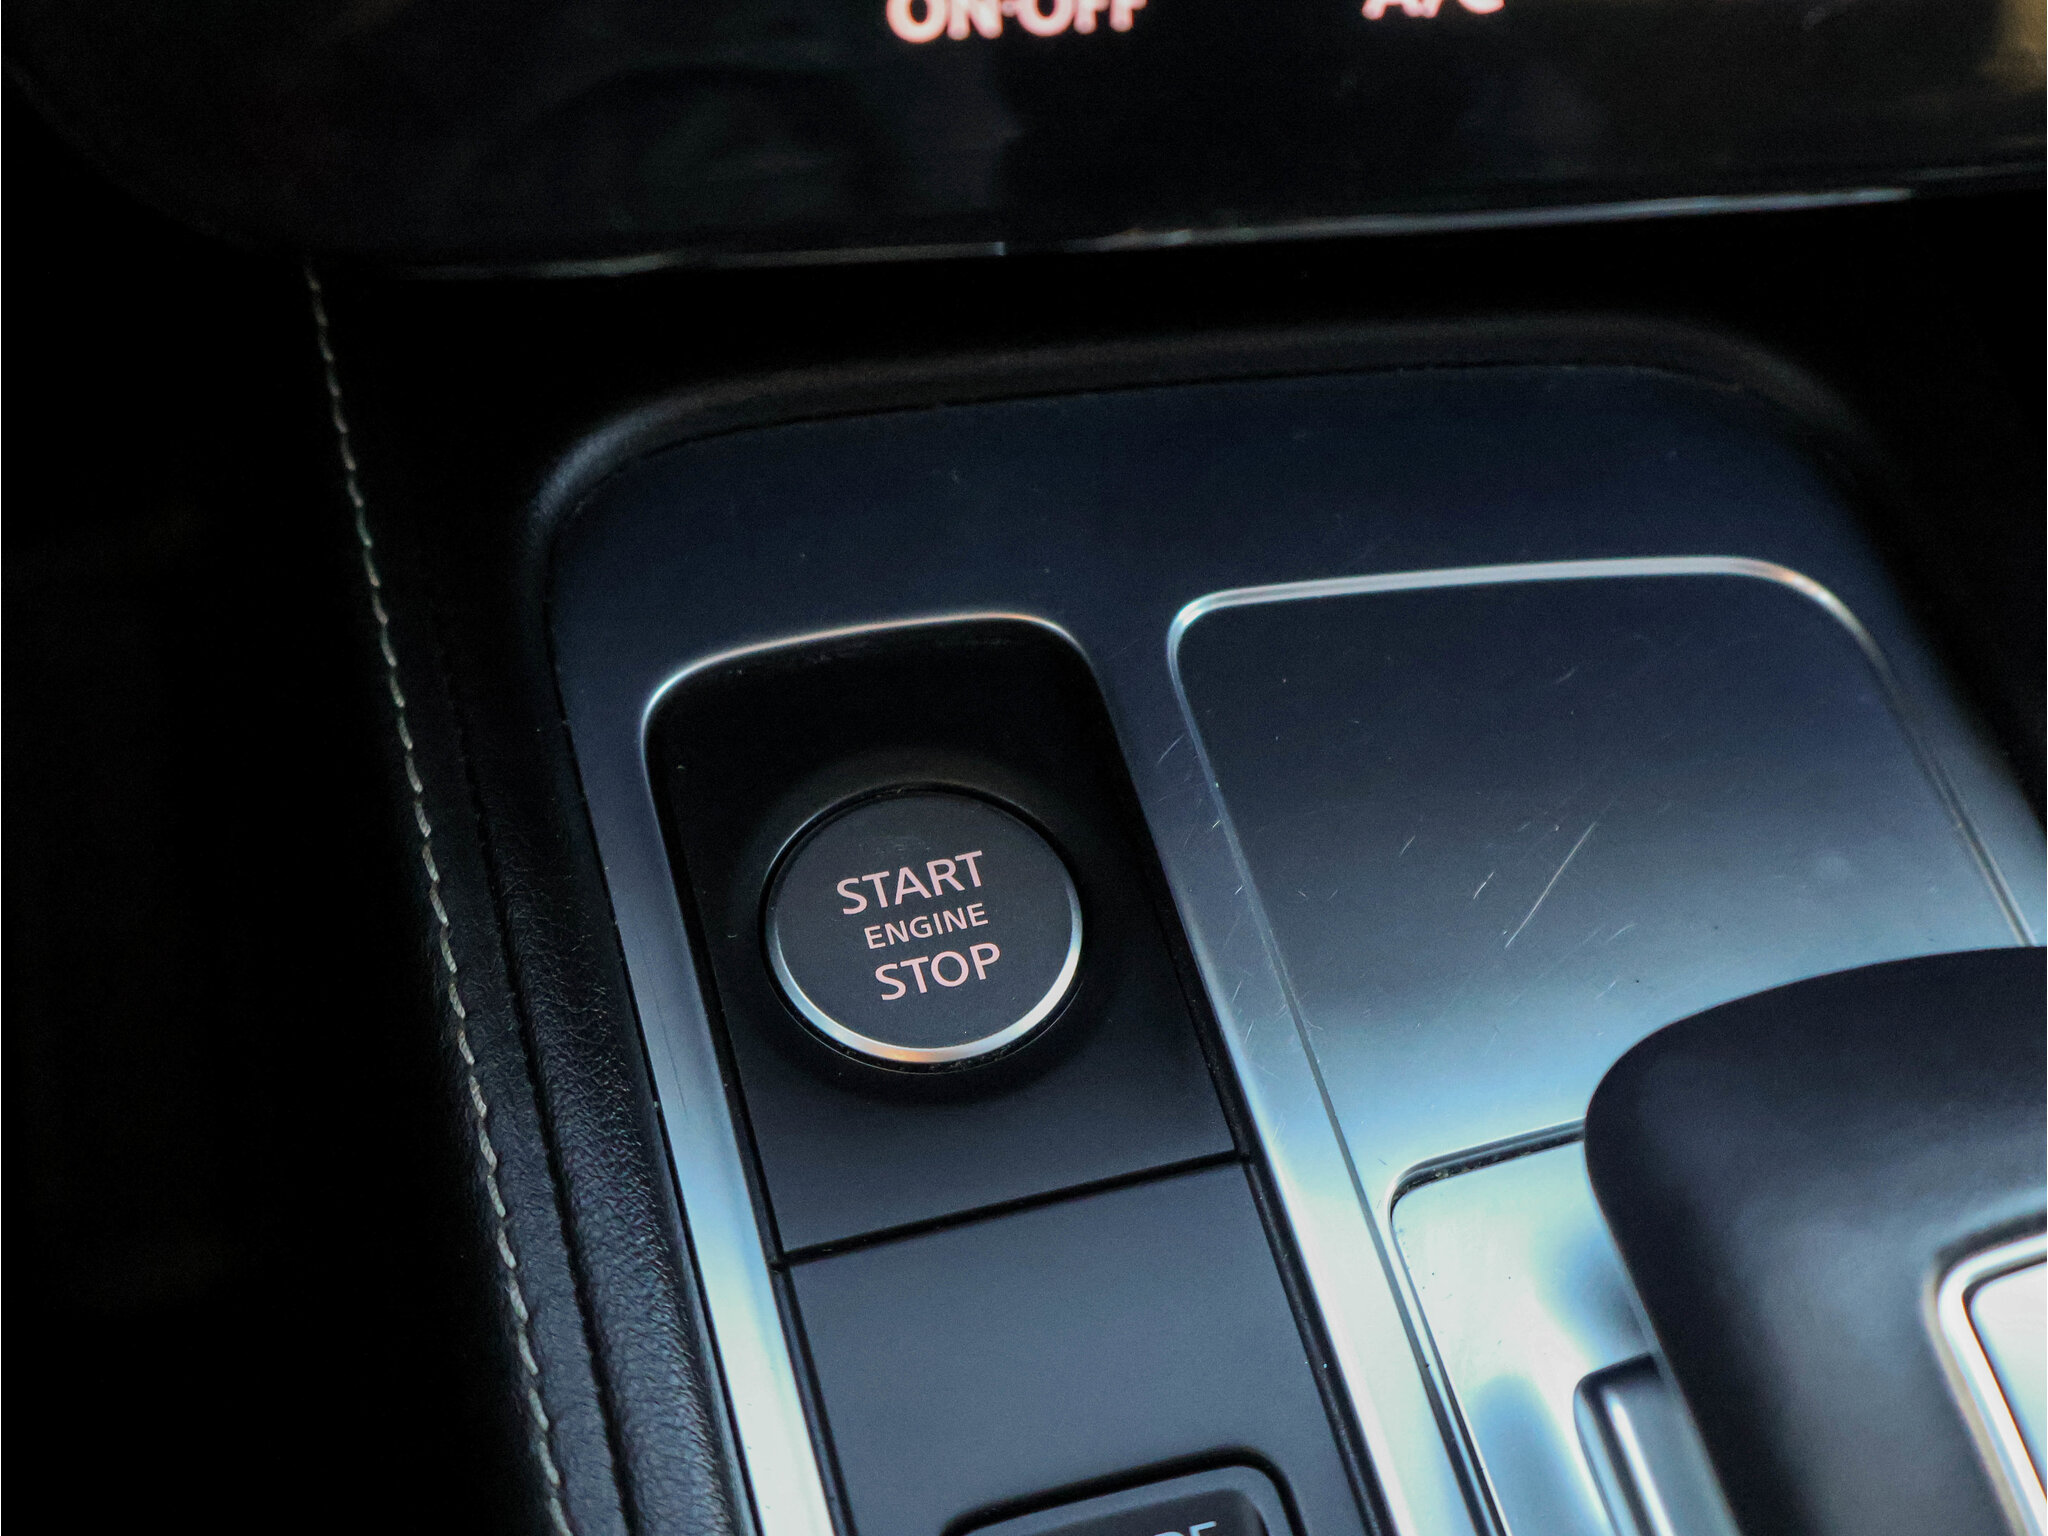 ON·OFF A/C
START
ENGINE
STOP